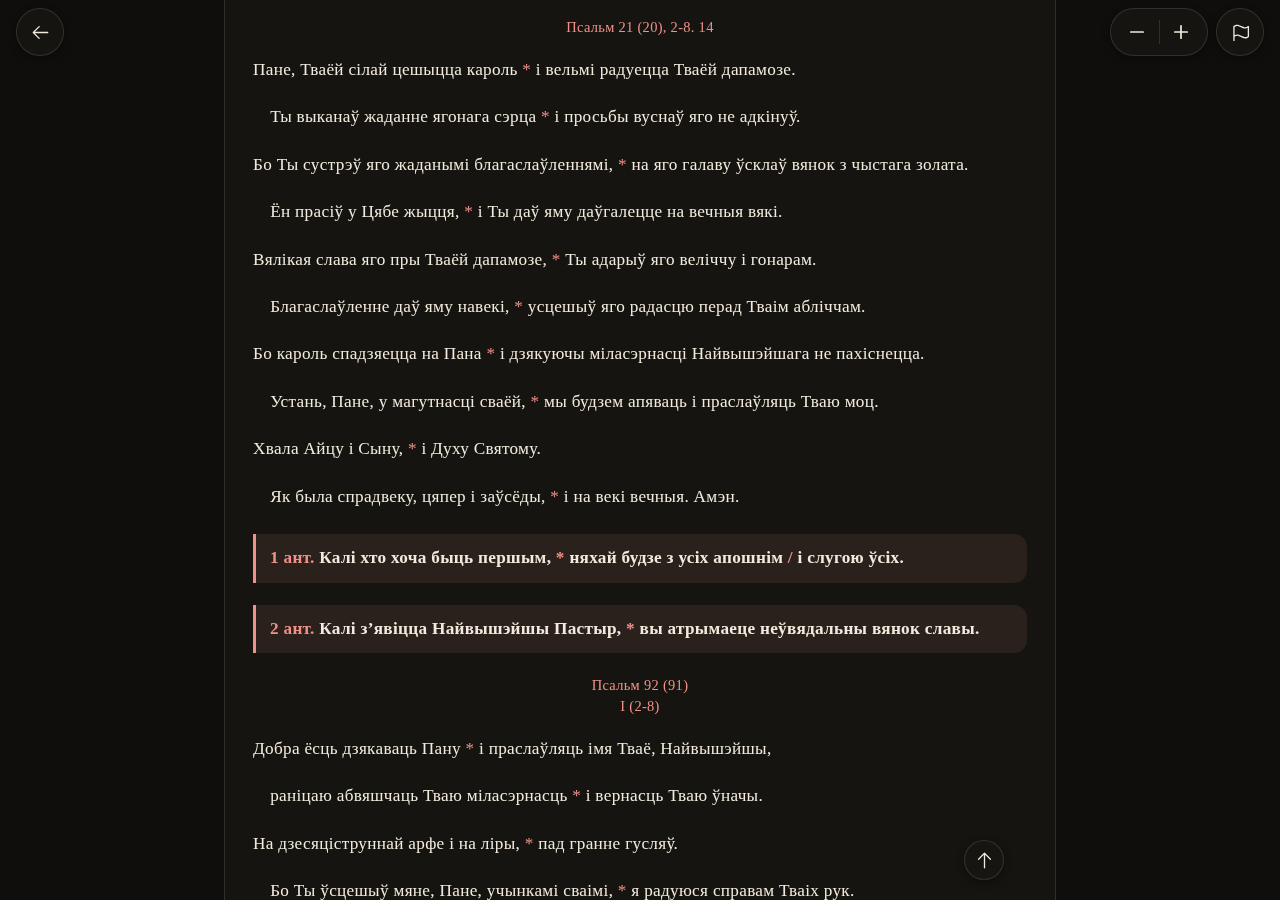 Псальм 21 (20), 2-8. 14
Пане, Тваёй сілай цешыцца кароль * і вельмі радуецца Тваёй дапамозе.
Ты выканаў жаданне ягонага сэрца * і просьбы вуснаў яго не адкінуў.
Бо Ты сустрэў яго жаданымі благаслаўленнямі, * на яго галаву ўсклаў вянок з чыстага золата.
Ён прасіў у Цябе жыцця, * і Ты даў яму даўгалецце на вечныя вякі.
Вялікая слава яго пры Тваёй дапамозе, * Ты адарыў яго веліччу і гонарам.
Благаслаўленне даў яму навекі, * усцешыў яго радасцю перад Тваім абліччам.
Бо кароль спадзяецца на Пана * і дзякуючы міласэрнасці Найвышэйшага не пахіснецца.
Устань, Пане, у магутнасці сваёй, * мы будзем апяваць і праслаўляць Тваю моц.
Хвала Айцу і Сыну, * і Духу Святому.
Як была спрадвеку, цяпер і заўсёды, * і на векі вечныя. Амэн.
1 ант. Калі хто хоча быць першым, * няхай будзе з усіх апошнім / і слугою ўсіх.
2 ант. Калі з’явіцца Найвышэйшы Пастыр, * вы атрымаеце неўвядальны вянок славы.
Псальм 92 (91)
I (2-8)
Добра ёсць дзякаваць Пану * і праслаўляць імя Тваё, Найвышэйшы,
раніцаю абвяшчаць Тваю міласэрнасць * і вернасць Тваю ўначы.
На дзесяціструннай арфе і на ліры, * пад гранне гусляў.
Бо Ты ўсцешыў мяне, Пане, учынкамі сваімі, * я радуюся справам Тваіх рук.